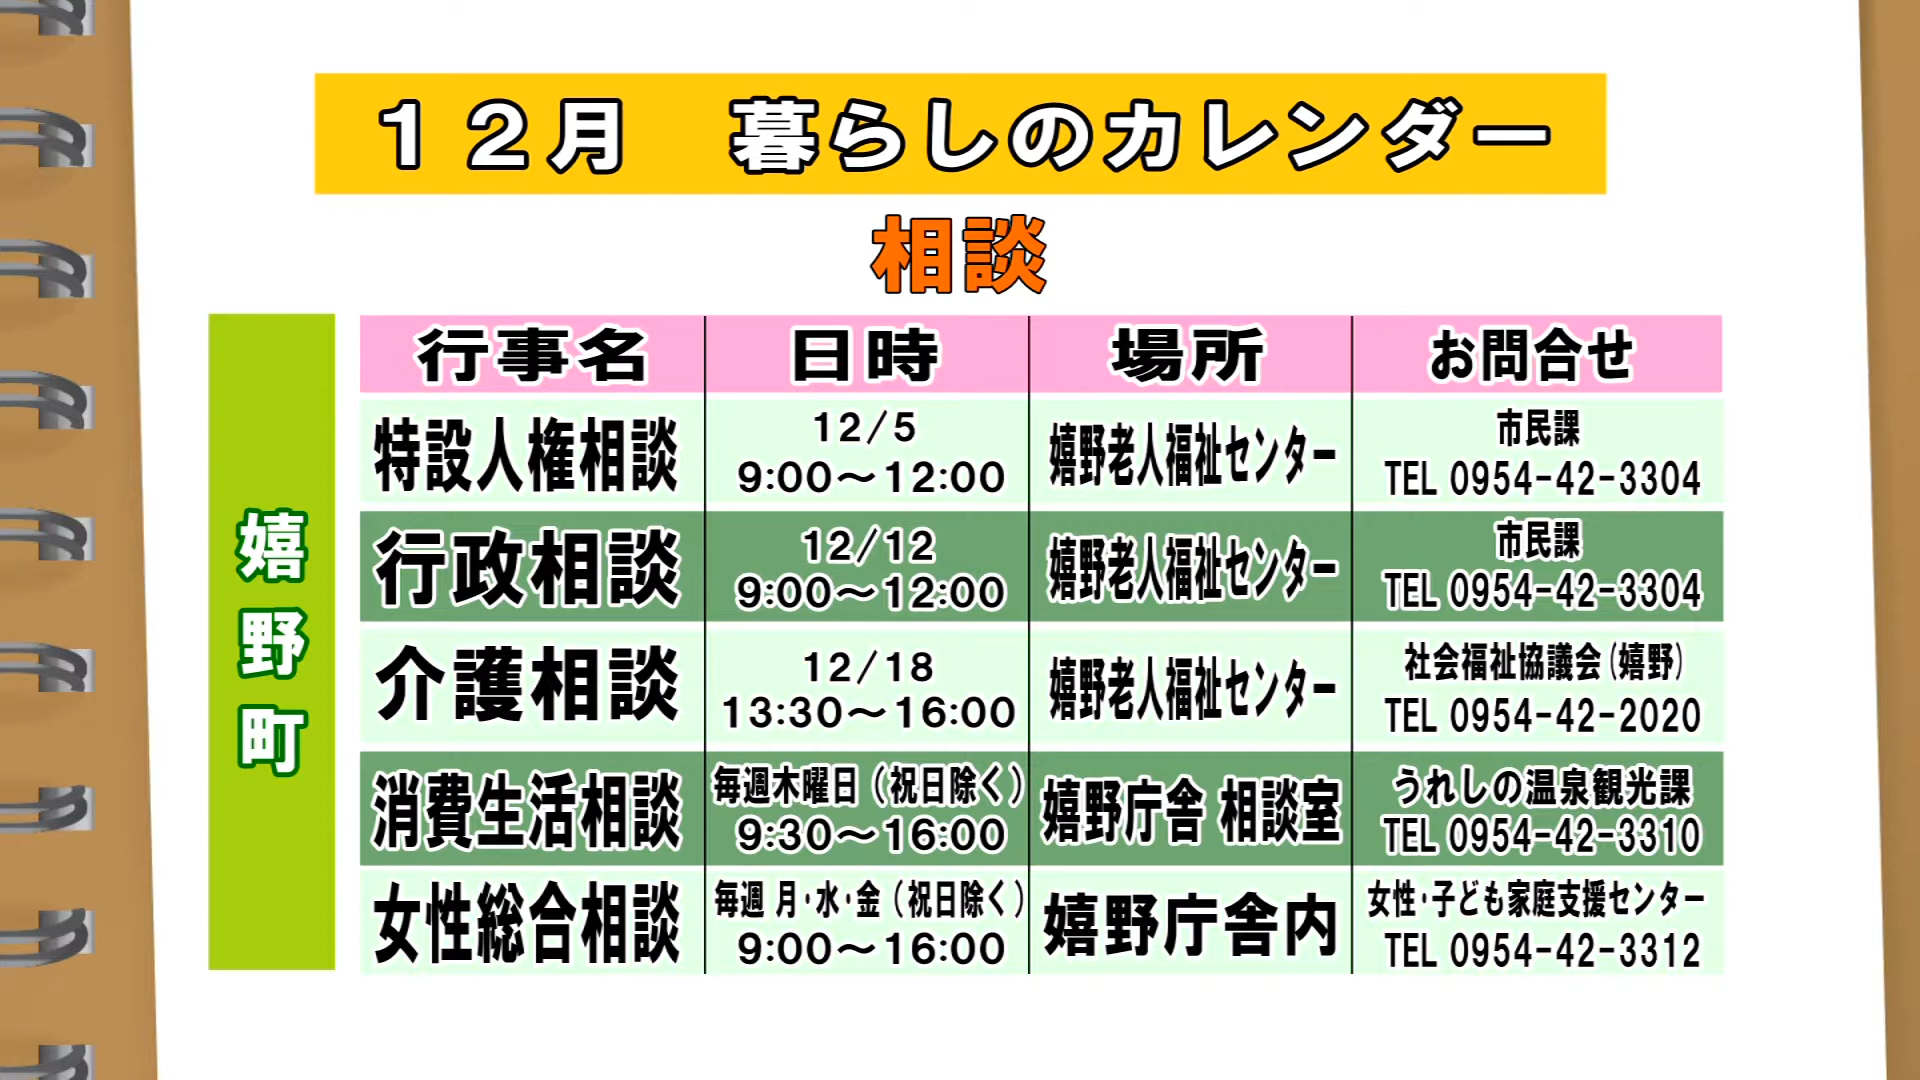 １２月　暮らしのカレンダー
相談
嬉野町
行事名 日時 場所 お問合せ
特設人権相談 12/5 9:00～12:00 嬉野老人福祉センター 市民課 TEL 0954-42-3304
行政相談 12/12 9:00～12:00 嬉野老人福祉センター 市民課 TEL 0954-42-3304
介護相談 12/18 13:30～16:00 嬉野老人福祉センター 社会福祉協議会(嬉野) TEL 0954-42-2020
消費生活相談 毎週木曜日（祝日除く） 9:30～16:00 嬉野庁舎 相談室 うれしの温泉観光課 TEL 0954-42-3310
女性総合相談 毎週 月･水･金（祝日除く） 9:00～16:00 嬉野庁舎内 女性･子ども家庭支援センター TEL 0954-42-3312